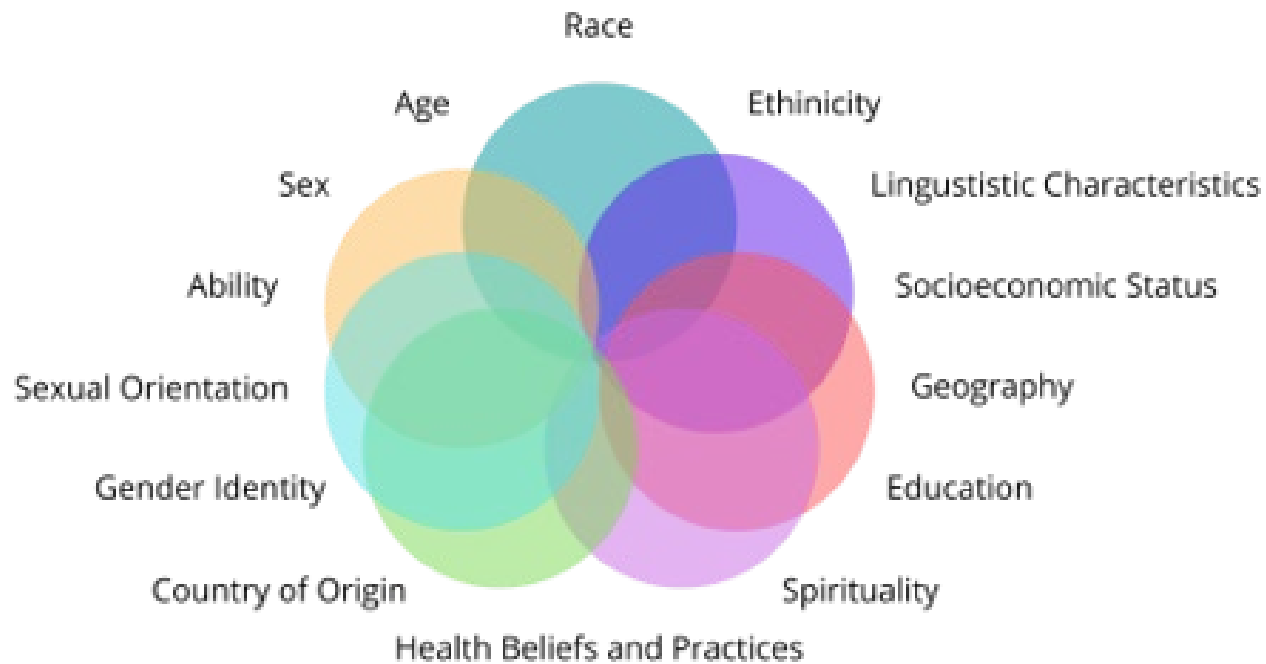 Race
Age
Ethinicity
Sex
Lingustistic Characteristics
Ability
Socioeconomic Status
Sexual Orientation
Geography
Gender Identity
Education
Country of Origin
Spirituality
Health Beliefs and Practices